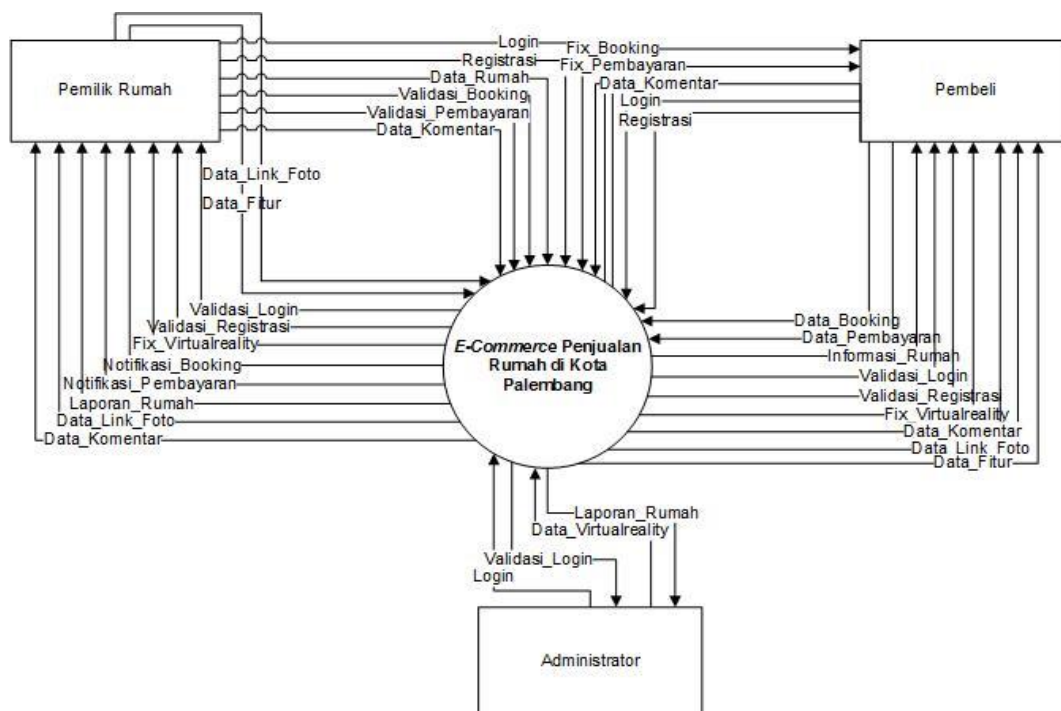 Pemilik Rumah
Login
Registrasi
Data_Rumah
Validasi_Booking
Validasi_Pembayaran
Data_Komentar
Data_Link_Foto
Data_Fitur
Fix_Booking
Fix_Pembayaran
Data_Komentar
Login
Registrasi
Pembeli
Validasi_Login
Validasi_Registrasi
Fix_Virtualreality
Notifikasi_Booking
Notifikasi_Pembayaran
Laporan_Rumah
Data_Link_Foto
Data_Komentar
E-Commerce Penjualan
Rumah di Kota
Palembang
Data_Booking
Data_Pembayaran
Informasi_Rumah
Validasi_Login
Validasi_Registrasi
Fix_Virtualreality
Data_Komentar
Data_Link_Foto
Data_Fitur
Laporan_Rumah
Data_Virtualreality
Validasi_Login
Login
Administrator